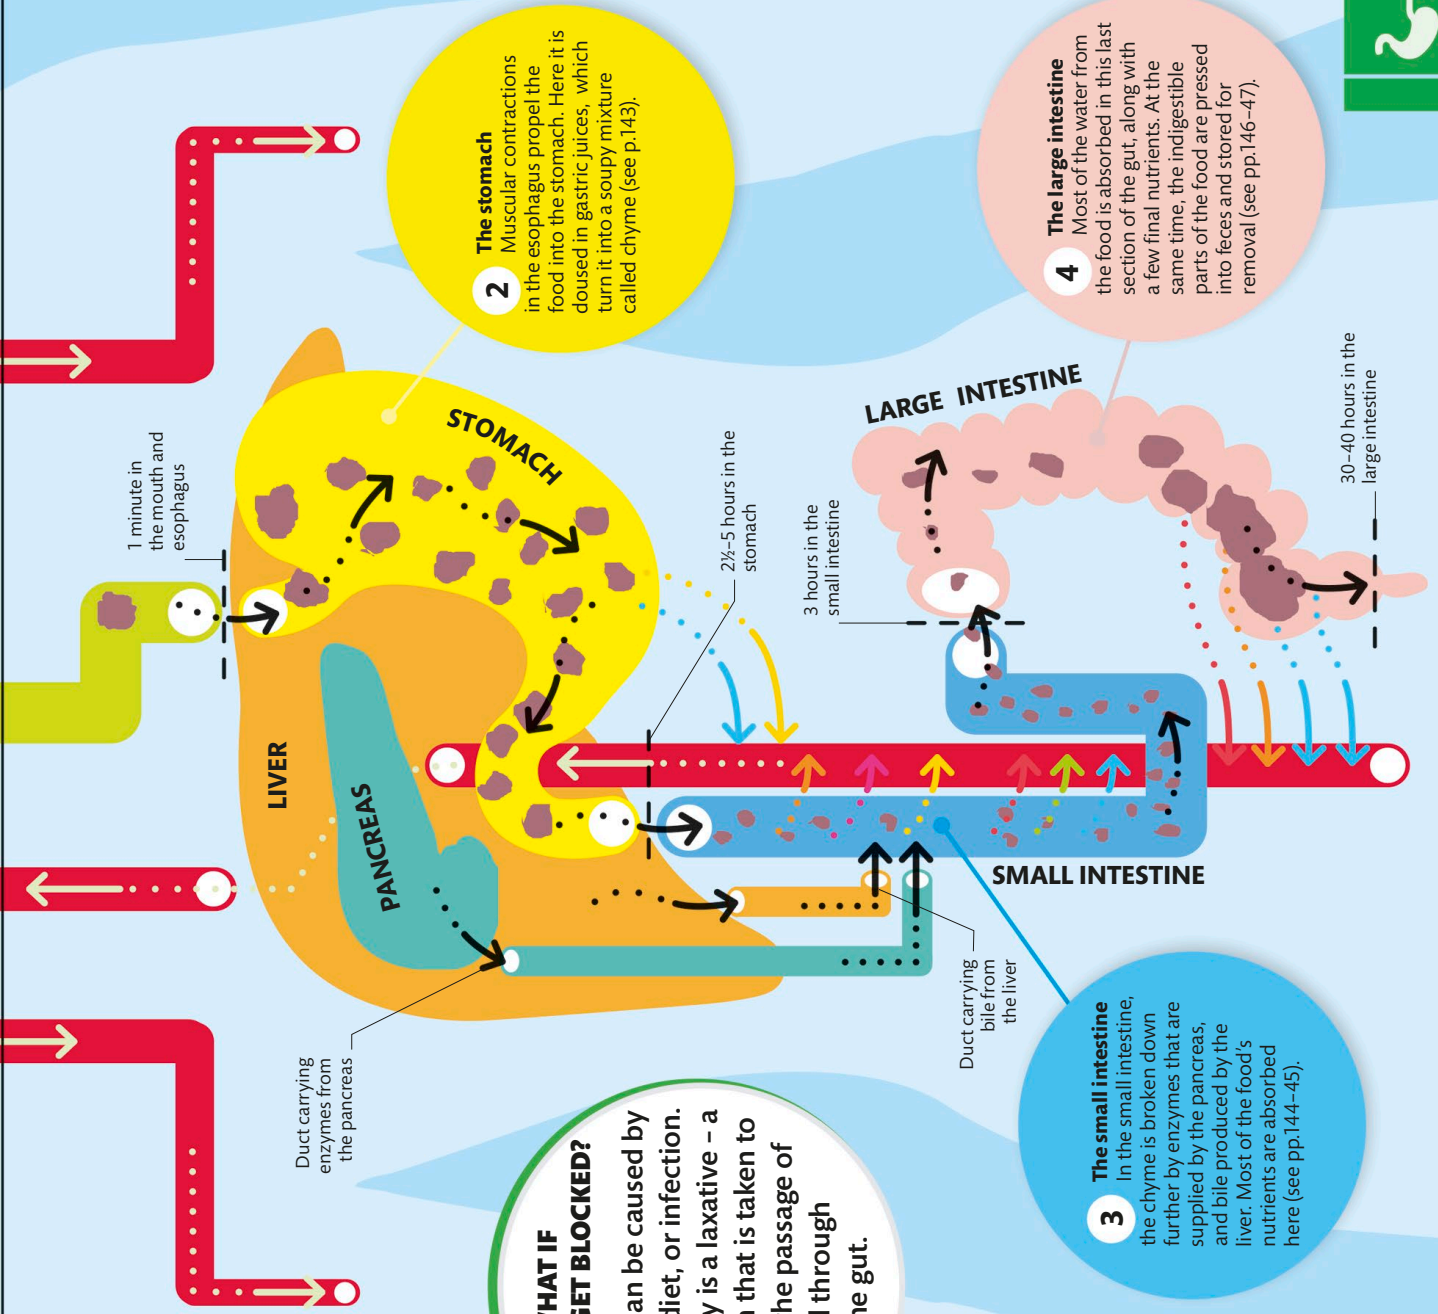 1 minute in
the mouth and
esophagus
2
The stomach
Muscular contractions
in the esophagus propel the
food into the stomach. Here it is
doused in gastric juices, which
turn it into a soupy mixture
called chyme (see p.143).
STOMACH
LIVER
PANCREAS
2½–5 hours in the
stomach
3 hours in the
small intestine
LARGE INTESTINE
4
The large intestine
Most of the water from
the food is absorbed in this last
section of the gut, along with
a few final nutrients. At the
same time, the indigestible
parts of the food are pressed
into feces and stored for
removal (see pp.146–47).
30–40 hours in the
large intestine
SMALL INTESTINE
Duct carrying
enzymes from
the pancreas
Duct carrying
bile from
the liver
HAT IF
GET BLOCKED?
an be caused by
diet, or infection.
y is a laxative – a
that is taken to
he passage of
through
he gut.
3
The small intestine
In the small intestine,
the chyme is broken down
further by enzymes that are
supplied by the pancreas,
and bile produced by the
liver. Most of the food's
nutrients are absorbed
here (see pp.144–45).